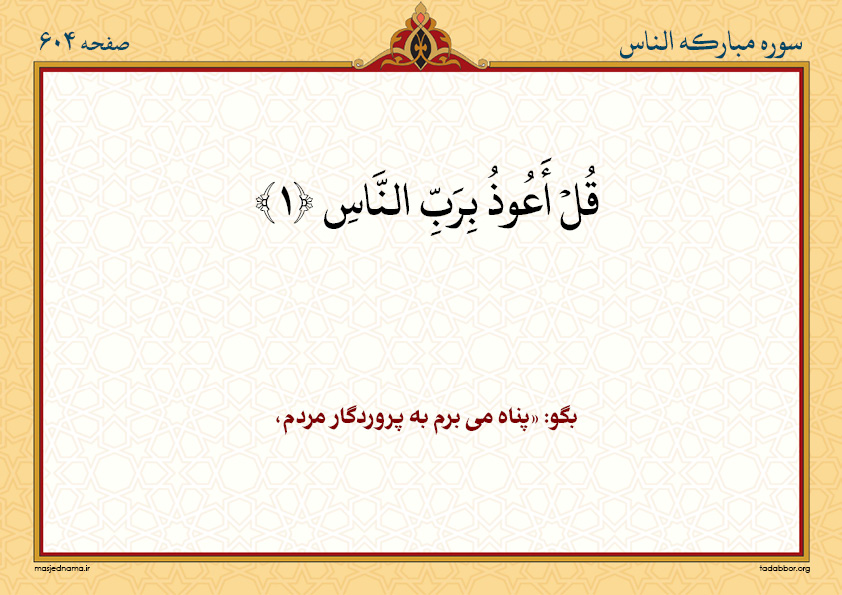 سوره مبارکه الناس
صفحه ۶۰۴
قُلْ أَعُوذُ بِرَبِّ النَّاسِ ﴿۱﴾
بگو: «پناه می برم به پروردگار مردم،
masjednama.ir
tadabbor.org